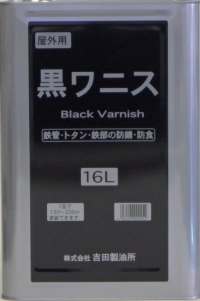 屋外用
黒ワニス
Black Varnish
鉄管・トタン・鉄部の防錆・防食
16L
株式会社 吉田製油所